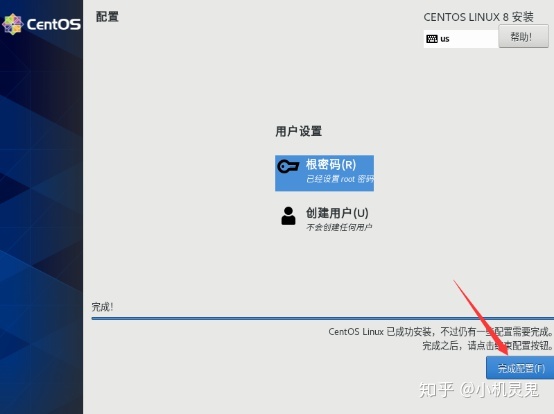 CentOS
配置
CENTOS LINUX 8 安装
us
帮助!
用户设置
根密码(R)
已经设置 root 密码
创建用户(U)
不会创建任何用户
完成!
CentOS Linux 已成功安装，不过仍有一些配置需要完成。
完成之后，请点击结束配置按钮。
完成配置(F)
知乎 @小机灵鬼